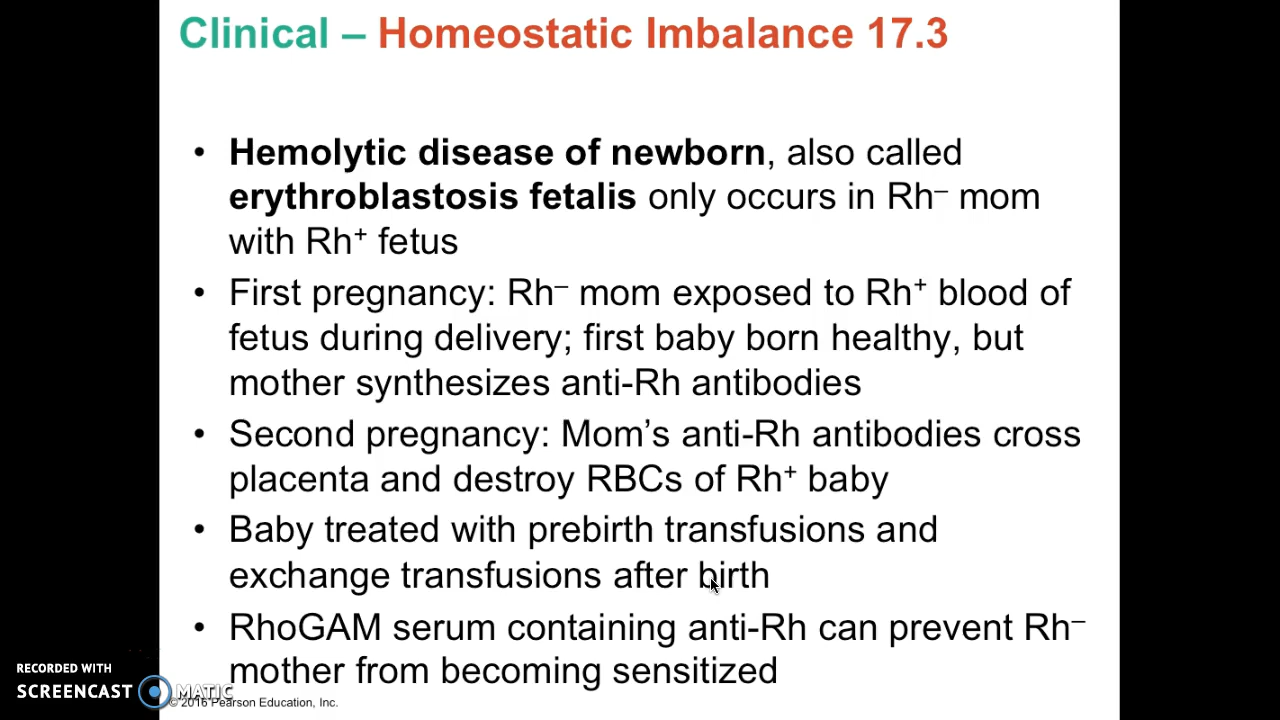 Clinical – Homeostatic Imbalance 17.3
• Hemolytic disease of newborn, also called
erythroblastosis fetalis only occurs in Rh– mom
with Rh+ fetus
• First pregnancy: Rh– mom exposed to Rh+ blood of
fetus during delivery; first baby born healthy, but
mother synthesizes anti-Rh antibodies
• Second pregnancy: Mom’s anti-Rh antibodies cross
placenta and destroy RBCs of Rh+ baby
• Baby treated with prebirth transfusions and
exchange transfusions after birth
• RhoGAM serum containing anti-Rh can prevent Rh–
mother from becoming sensitized
RECORDED WITH
SCREENCAST MATIC
© 2016 Pearson Education, Inc.